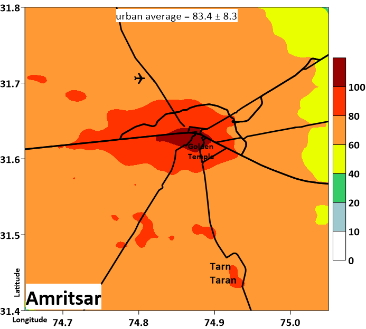 31.8
urban average = 83.4 ± 8.3
31.7
100
80
Golden
Temple
60
31.6
40
20
10
31.5
0
Tarn
Taran
Latitude
Amritsar
31.4
Longitude
74.7
74.8
74.9
75.0